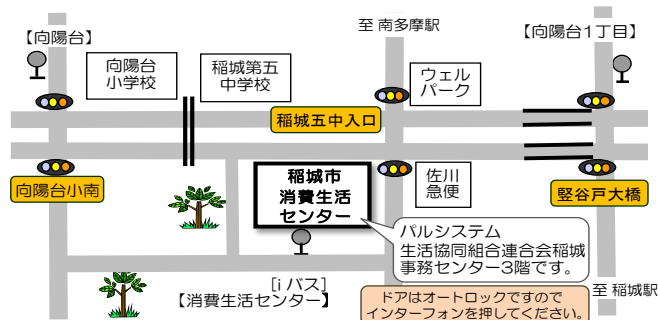 【向陽台】
至 南多摩駅
【向陽台1丁目】
向陽台
小学校
稲城第五
中学校
ウェル
パーク
稲城五中入口
向陽台小南
稲城市
消費生活
センター
佐川
急便
竪谷戸大橋
パルシステム
生活協同組合連合会稲城
事務センター3階です。
[i バス]
【消費生活センター】
至 稲城駅
ドアはオートロックですので
インターフォンを押してください。